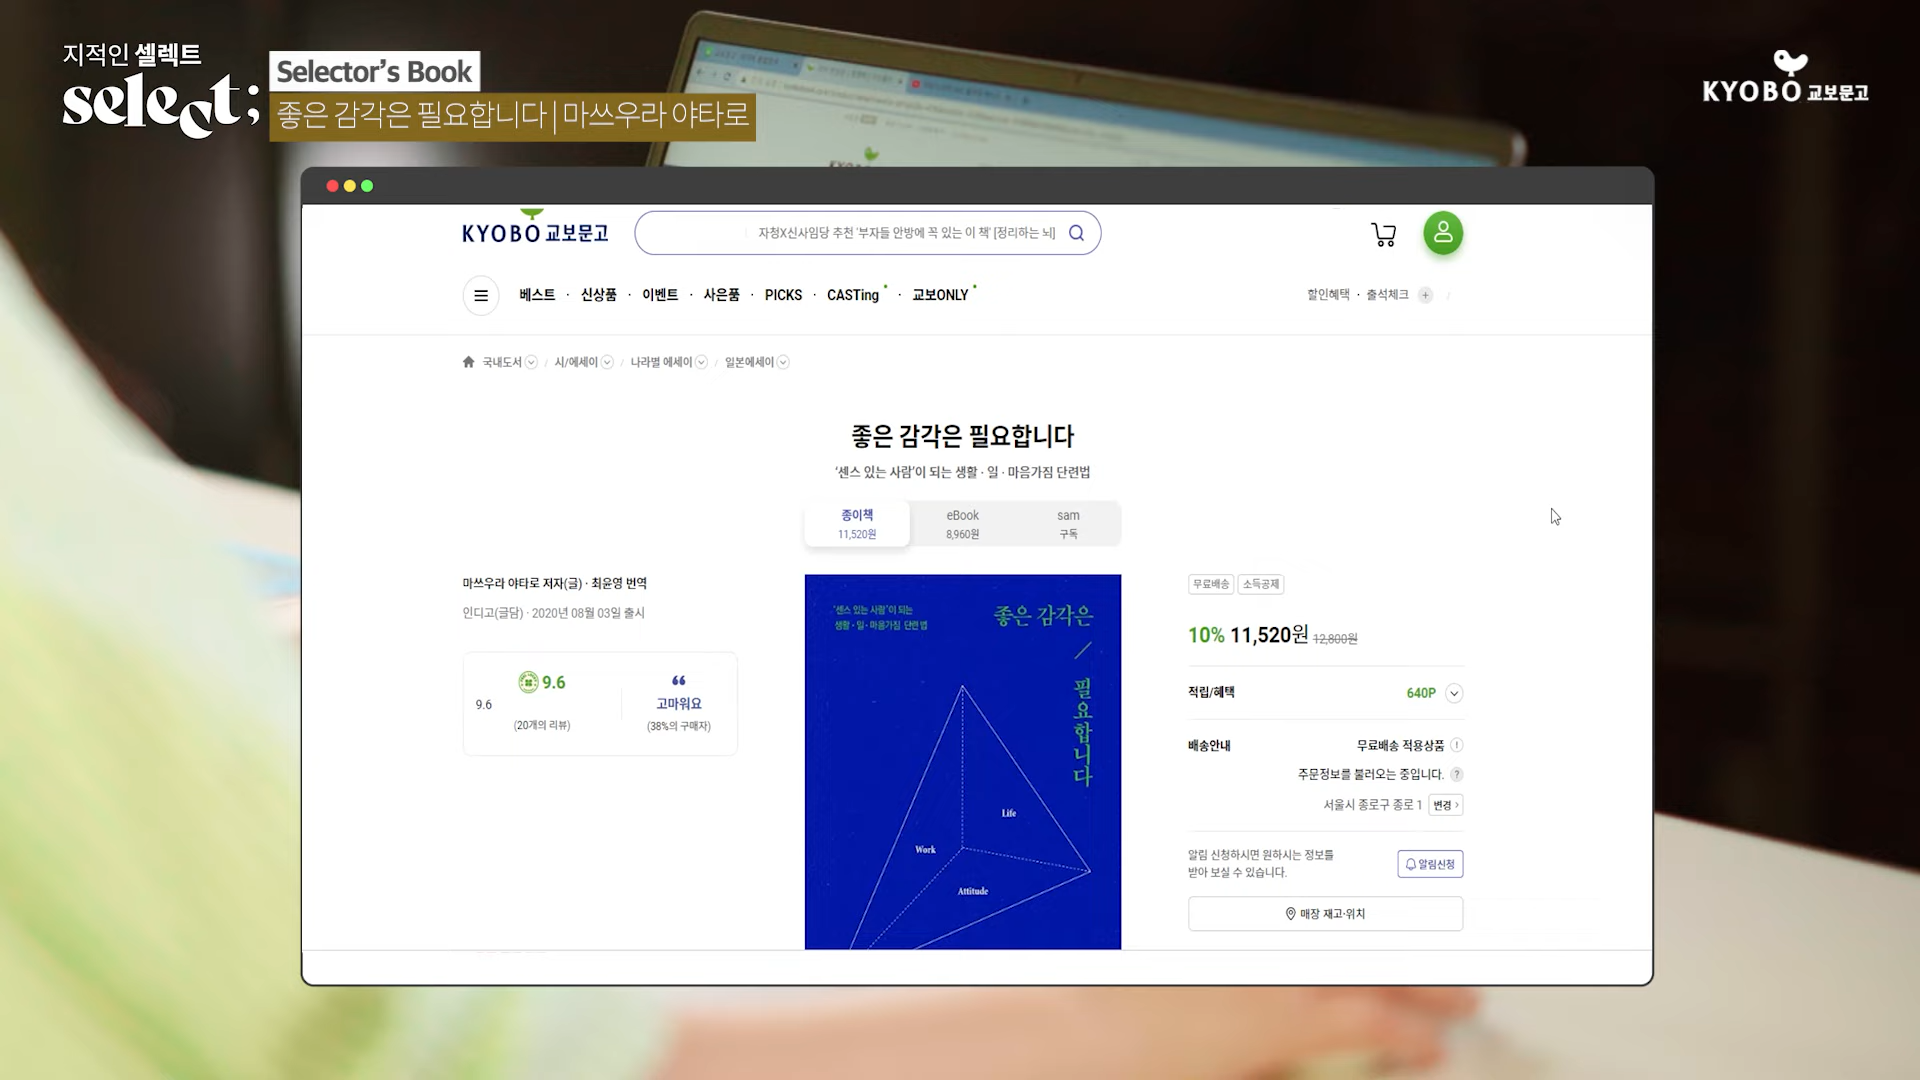 지적인 셀렉트
select;
Selector's Book
좋은 감각은 필요합니다 | 마쓰우라 야타로
KYOBO 교보문고
KYOBO 교보문고
자청X신사임당 추천 '부자들 안방에 꼭 있는 이 책' [정리하는 뇌]
베스트 · 신상품 · 이벤트 · 사은품 · PICKS · CASTing · 교보ONLY
할인혜택 · 출석체크 +
국내도서 / 시/에세이 / 나라별 에세이 / 일본에세이
좋은 감각은 필요합니다
'센스 있는 사람'이 되는 생활 · 일 · 마음가짐 단련법
종이책 eBook sam
11,520원 8,960원 구독
마쓰우라 야타로 저자(글) · 최윤영 번역
인디고(글담) · 2020년 08월 03일 출시
9.6
9.6
(20개의 리뷰)
고마워요
(38%의 구매자)
'센스 있는 사람'이 되는
생활·일·마음가짐 단련법
좋은 감각은
/
필요합니다
Life
Work
Attitude
무료배송 소득공제
10% 11,520원 12,800원
적립/혜택 640P
배송안내 무료배송 적용상품 !
주문정보를 불러오는 중입니다. ?
서울시 종로구 종로 1 변경 >
알림 신청하시면 원하시는 정보를
받아 보실 수 있습니다.
알림신청
매장 재고·위치